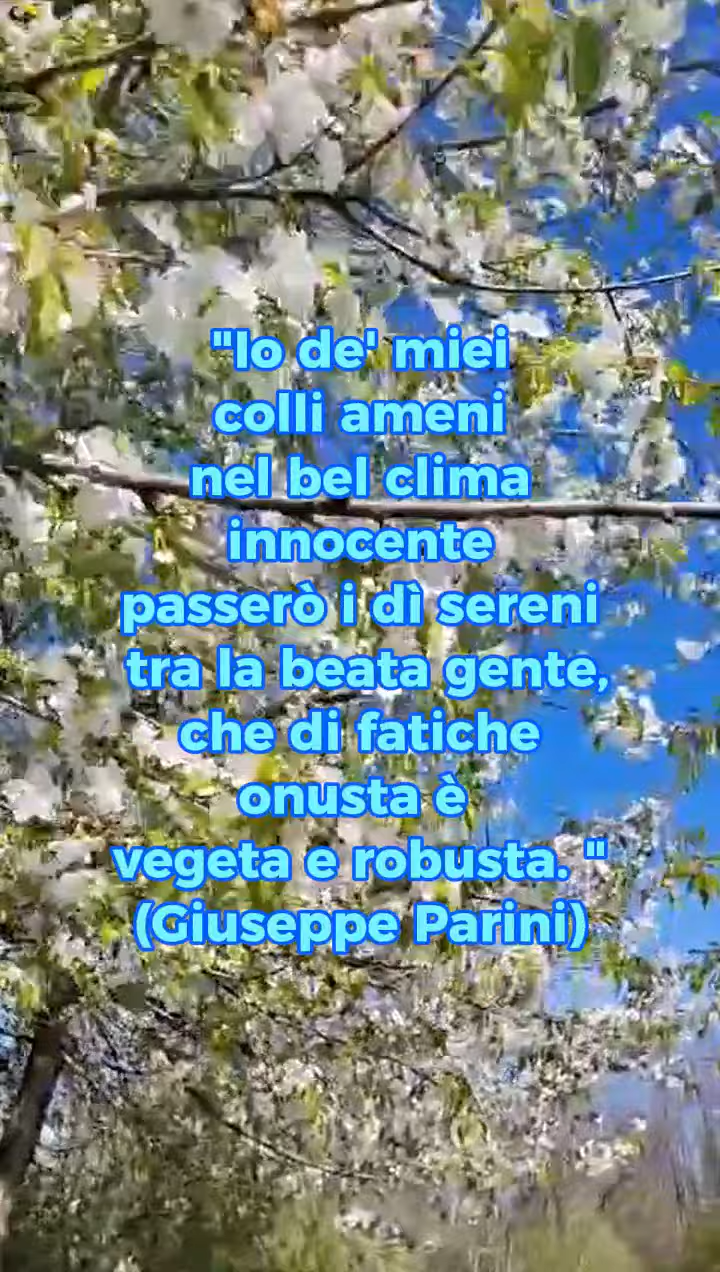 "Io de' miei
colli ameni
nel bel clima
innocente
passerò i dì sereni
tra la beata gente,
che di fatiche
onusta è
vegeta e robusta. "
(Giuseppe Parini)